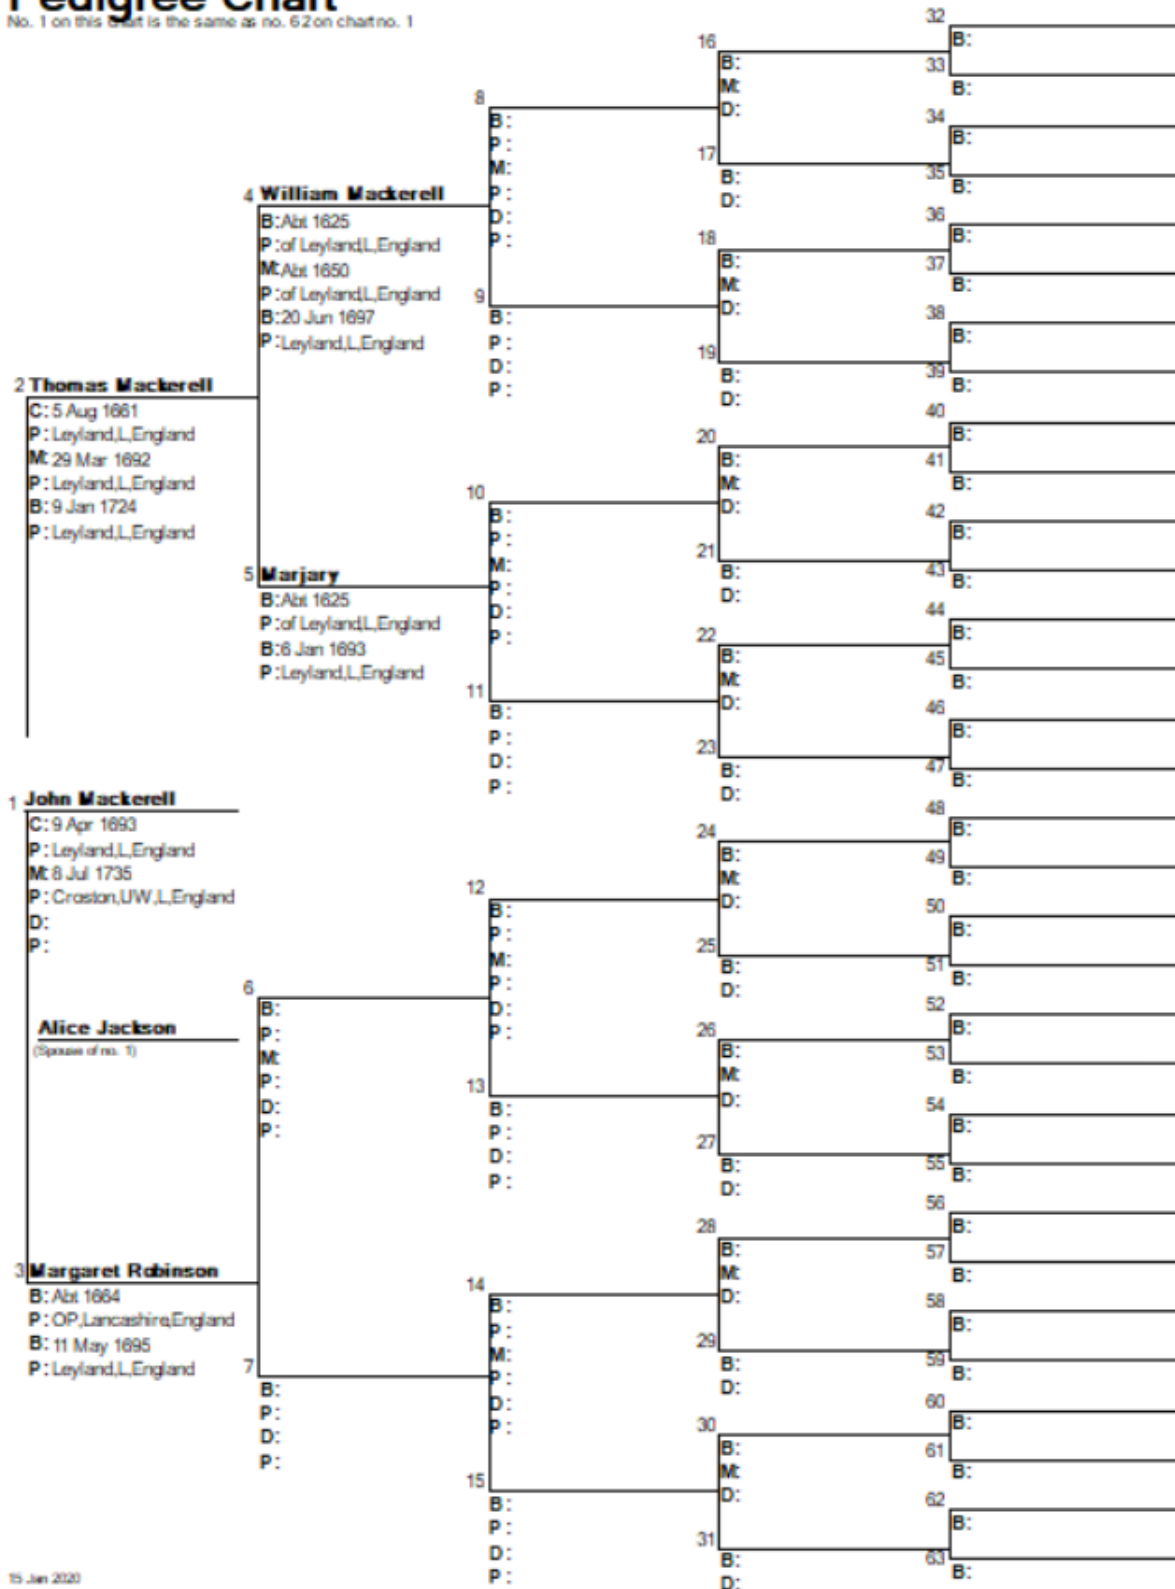 Pedigree Chart
No. 1 on this chart is the same as no. 62 on chart no. 1
2 Thomas Mackerell
C: 5 Aug 1661
P: Leyland,L,England
M: 29 Mar 1692
P: Leyland,L,England
B: 9 Jan 1724
P: Leyland,L,England
1 John Mackerell
C: 9 Apr 1693
P: Leyland,L,England
M: 8 Jul 1735
P: Croston,UW,L,England
D:
P:
Alice Jackson
(Spouse of no. 1)
3 Margaret Robinson
B: Abt 1664
P: OP,Lancashire,England
B: 11 May 1695
P: Leyland,L,England
4 William Mackerell
B: Abt 1625
P: of Leyland,L,England
M: Abt 1650
P: of Leyland,L,England
B: 20 Jun 1697
P: Leyland,L,England
5 Marjary
B: Abt 1625
P: of Leyland,L,England
B: 6 Jan 1693
P: Leyland,L,England
6
B:
P:
M:
P:
D:
P:
7
B:
P:
D:
P:
8
B:
P:
M:
P:
D:
P:
9
B:
P:
D:
P:
10
B:
P:
M:
P:
D:
P:
11
B:
P:
D:
P:
12
B:
P:
M:
P:
D:
P:
13
B:
P:
D:
P:
14
B:
P:
M:
P:
D:
P:
15
B:
P:
D:
P:
16
B:
M:
D:
17
B:
D:
18
B:
M:
D:
19
B:
D:
20
B:
M:
D:
21
B:
D:
22
B:
M:
D:
23
B:
D:
24
B:
M:
D:
25
B:
D:
26
B:
M:
D:
27
B:
D:
28
B:
M:
D:
29
B:
D:
30
B:
M:
D:
31
B:
D:
32
B:
33
B:
34
B:
35
B:
36
B:
37
B:
38
B:
39
B:
40
B:
41
B:
42
B:
43
B:
44
B:
45
B:
46
B:
47
B:
48
B:
49
B:
50
B:
51
B:
52
B:
53
B:
54
B:
55
B:
56
B:
57
B:
58
B:
59
B:
60
B:
61
B:
62
B:
63
B:
15 Jan 2020